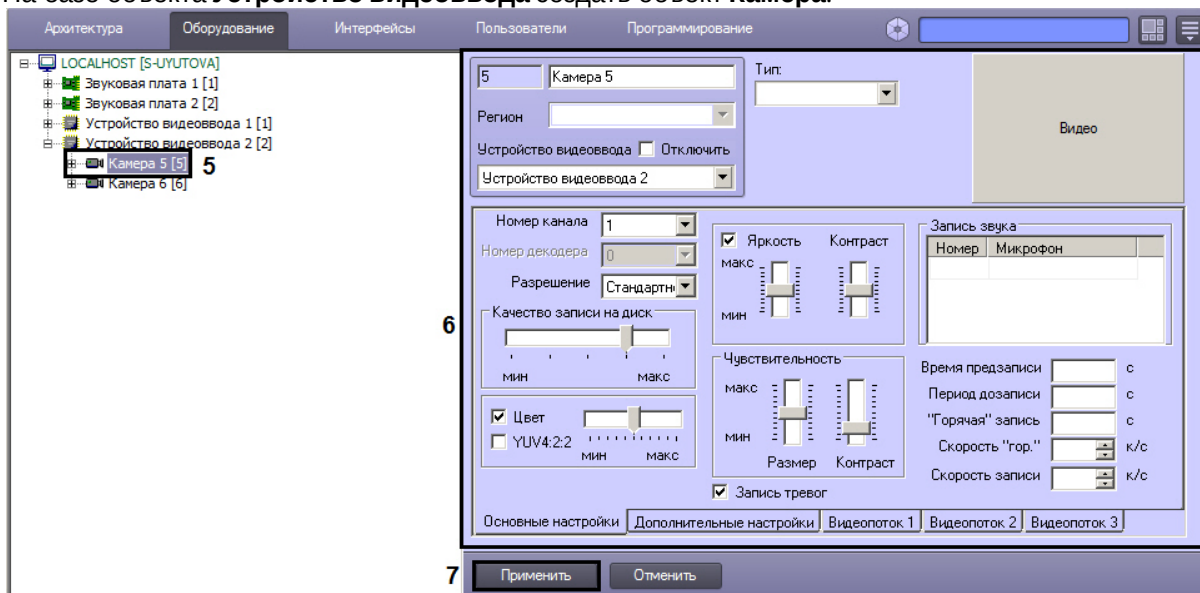 На базе объекта Устройство видеоввода создать объект Камера.
Архитектура Оборудование Интерфейсы Пользователи Программирование
LOCALHOST [S-UYUTOVA]
Звуковая плата 1 [1]
Звуковая плата 2 [2]
Устройство видеоввода 1 [1]
Устройство видеоввода 2 [2]
Камера 5 [5]
5
Камера 6 [6]
5 Камера 5
Тип:
Регион
Устройство видеоввода Отключить
Устройство видеоввода 2
Видео
6
Номер канала 1
Номер декодера 0
Разрешение Стандартн
Качество записи на диск
мин макс
Цвет
YUV4:2:2
мин макс
Яркость Контраст
макс
мин
Чувствительность
макс
мин
Размер Контраст
Запись тревог
Запись звука
Номер Микрофон
Время предзаписи с
Период дозаписи с
"Горячая" запись с
Скорость "гор." к/с
Скорость записи к/с
Основные настройки Дополнительные настройки Видеопоток 1 Видеопоток 2 Видеопоток 3
7
Применить Отменить